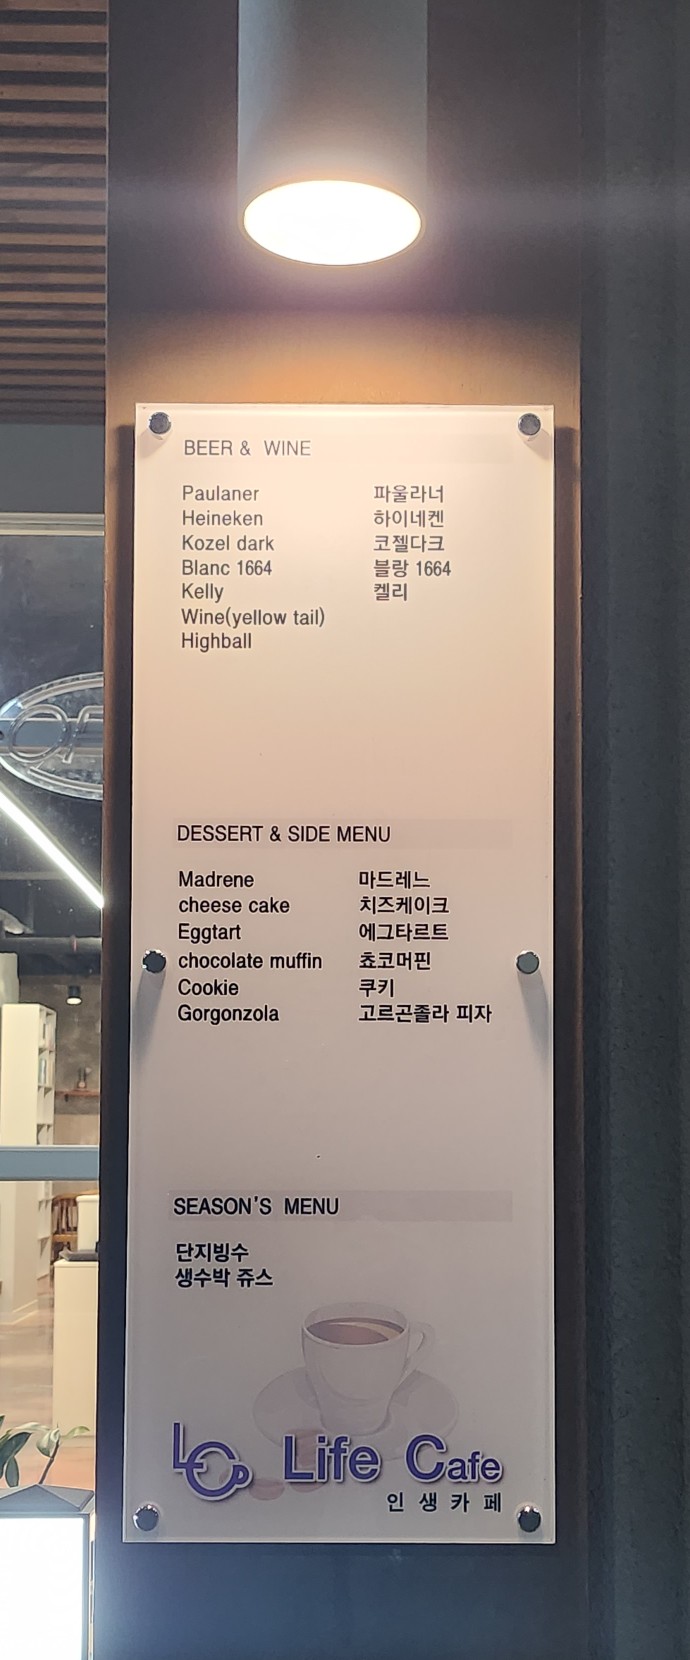 BEER & WINE
Paulaner 파울라너
Heineken 하이네켄
Kozel dark 코젤다크
Blanc 1664 블랑 1664
Kelly 켈리
Wine(yellow tail)
Highball
DESSERT & SIDE MENU
Madrene 마드레느
cheese cake 치즈케이크
Eggtart 에그타르트
chocolate muffin 쵸코머핀
Cookie 쿠키
Gorgonzola 고르곤졸라 피자
SEASON'S MENU
단지빙수
생수박 쥬스
Life Cafe
인생카페